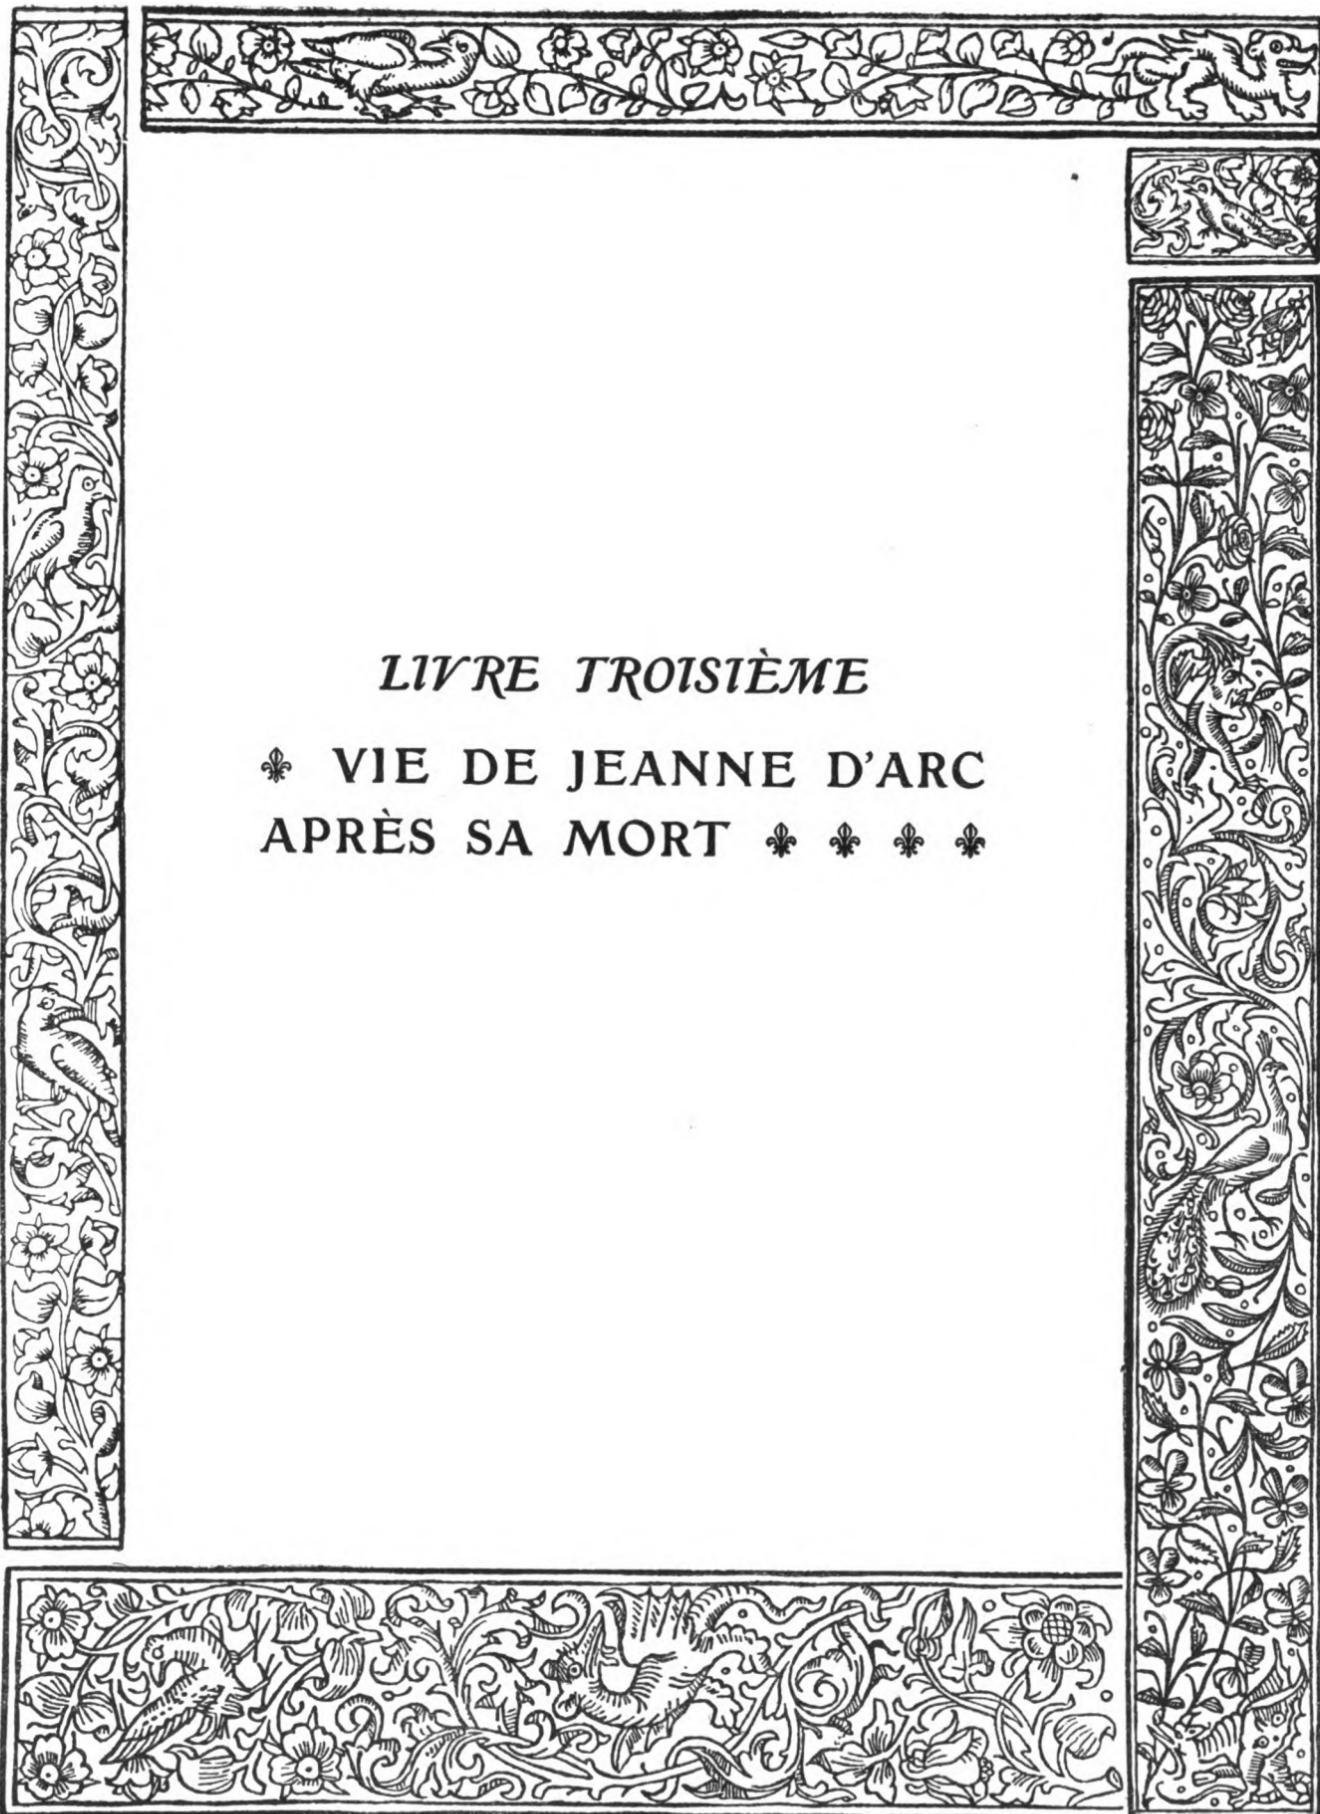 LIVRE TROISIÈME
⚜ VIE DE JEANNE D'ARC
APRÈS SA MORT ⚜ ⚜ ⚜ ⚜